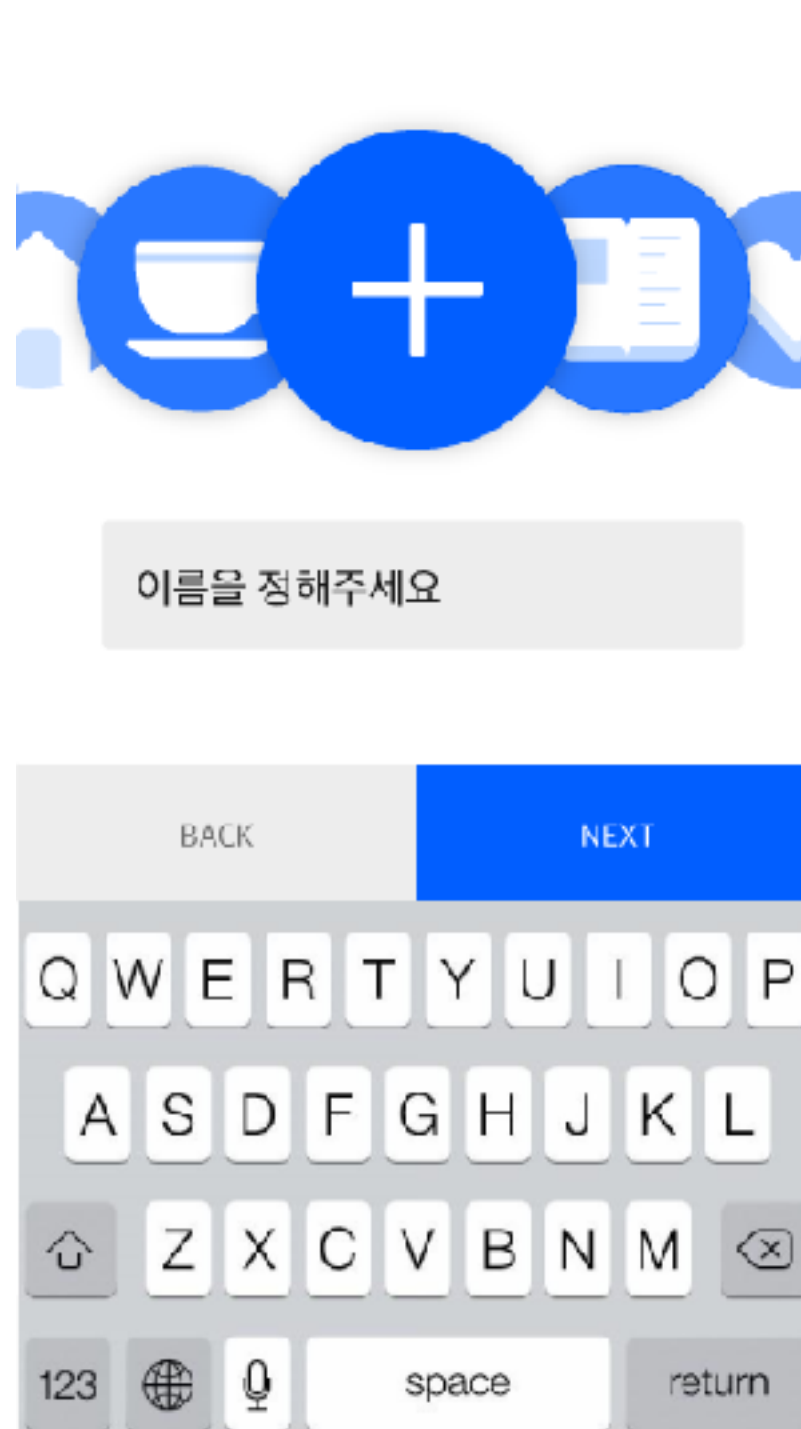 이름을 정해주세요
BACK NEXT
Q W E R T Y U I O P
A S D F G H J K L
Z X C V B N M
123 space return